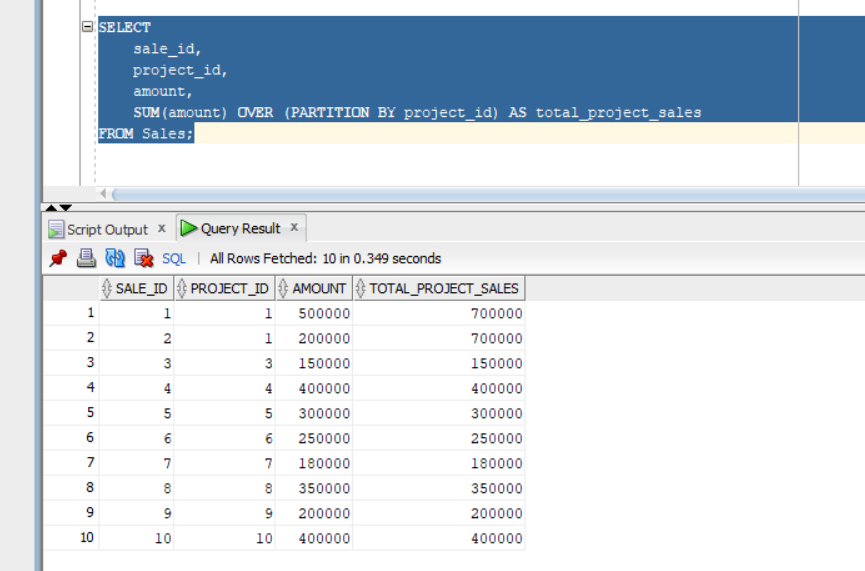 SELECT
sale_id,
project_id,
amount,
SUM(amount) OVER (PARTITION BY project_id) AS total_project_sales
FROM Sales;
Script Output x Query Result x
SQL | All Rows Fetched: 10 in 0.349 seconds
SALE_ID PROJECT_ID AMOUNT TOTAL_PROJECT_SALES
1 1 1 500000 700000
2 2 1 200000 700000
3 3 3 150000 150000
4 4 4 400000 400000
5 5 5 300000 300000
6 6 6 250000 250000
7 7 7 180000 180000
8 8 8 350000 350000
9 9 9 200000 200000
10 10 10 400000 400000